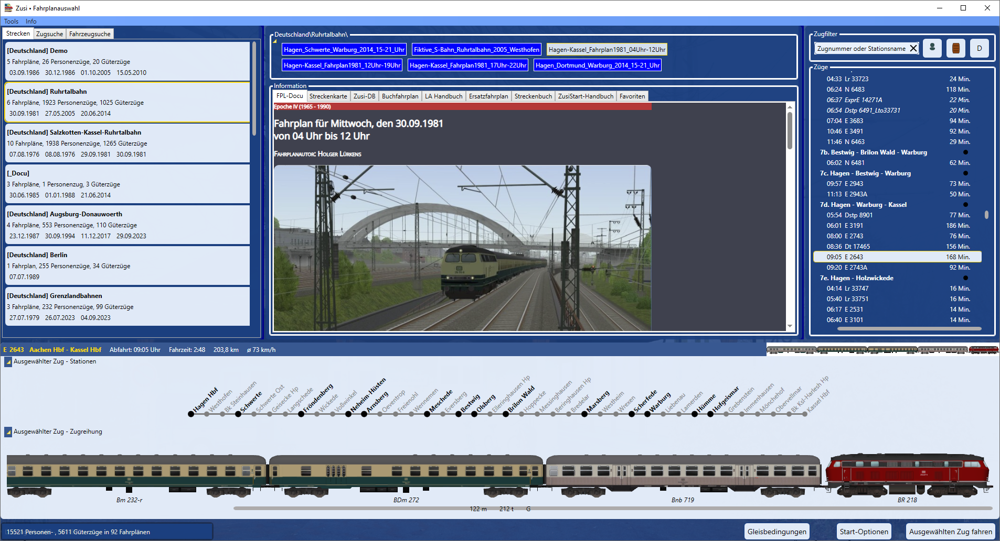 Zusi • Fahrplanauswahl
Tools Info
Strecken Zugsuche Fahrzeugsuche
[Deutschland] Demo
5 Fahrpläne, 26 Personenzüge, 20 Güterzüge
03.09.1986 30.12.1986 01.10.2005 15.05.2010
[Deutschland] Ruhrtalbahn
6 Fahrpläne, 1923 Personenzüge, 1025 Güterzüge
30.09.1981 27.05.2005 20.06.2014
[Deutschland] Salzkotten-Kassel-Ruhrtalbahn
10 Fahrpläne, 1938 Personenzüge, 1265 Güterzüge
07.08.1976 08.08.1976 29.09.1981 30.09.1981
[_Docu]
3 Fahrpläne, 1 Personenzug, 3 Güterzüge
30.06.1985 01.01.1988 21.06.2014
[Deutschland] Augsburg-Donauwoerth
4 Fahrpläne, 553 Personenzüge, 110 Güterzüge
23.12.1987 30.09.1994 11.12.2017 29.09.2023
[Deutschland] Berlin
1 Fahrplan, 255 Personenzüge, 34 Güterzüge
07.07.1989
[Deutschland] Grenzlandbahnen
3 Fahrpläne, 232 Personenzüge, 99 Güterzüge
27.07.1979 26.07.2023 04.09.2023
Deutschland\Ruhrtalbahn\
Hagen_Schwerte_Warburg_2014_15-21_Uhr Fiktive_S-Bahn_Ruhrtalbahn_2005_Westhofen Hagen-Kassel_Fahrplan1981_04Uhr-12Uhr
Hagen-Kassel_Fahrplan1981_12Uhr-19Uhr Hagen-Kassel_Fahrplan1981_17Uhr-22Uhr Hagen_Dortmund_Warburg_2014_15-21_Uhr
Information
FPL-Docu Streckenkarte Zusi-DB Buchfahrplan LA Handbuch Ersatzfahrplan Streckenbuch ZusiStart-Handbuch Favoriten
Epoche IV (1965 - 1990)
Fahrplan für Mittwoch, den 30.09.1981
von 04 Uhr bis 12 Uhr
Fahrplanautor: Holger Lürkens
Zugfilter
Zugnummer oder Stationsname D
Züge
04:33 Lr 33723 24 Min.
06:24 N 6483 118 Min.
06:37 ExprE 14271A 22 Min.
06:54 Dstp 6491_Lto33731 20 Min.
07:04 E 3683 94 Min.
10:46 E 3491 92 Min.
11:46 N 6463 29 Min.
7b. Bestwig - Brilon Wald - Warburg
06:02 N 6481 62 Min.
7c. Hagen - Bestwig - Warburg
09:57 E 2943 73 Min.
11:13 E 2943A 50 Min.
7d. Hagen - Warburg - Kassel
05:54 Dstp 8901 77 Min.
06:01 E 3191 186 Min.
08:00 E 2743 76 Min.
08:36 Dt 17465 156 Min.
09:05 E 2643 168 Min.
09:20 E 2743A 92 Min.
7e. Hagen - Holzwickede
04:14 Lr 33747 16 Min.
05:40 Lr 33751 16 Min.
06:17 E 2531 14 Min.
06:40 E 3101 14 Min.
E 2643 Aachen Hbf - Kassel Hbf Abfahrt: 09:05 Uhr Fahrzeit: 2:48 203,8 km ø 73 km/h
Ausgewählter Zug - Stationen
Hagen Hbf
Westhofen
Bk Steinhausen
Schwerte
Schwerte Ost
Geisecke Hp
Langschede
Fröndenberg
Wickede
Voßwinkel
Neheim-Hüsten
Arnsberg
Oeventrop
Freienohl
Wennemen
Meschede
Eversberg
Bestwig
Olsberg
Elleringhausen Hp
Brilon Wald
Hoppecke
Messinghausen
Beringhausen Hp
Bredelar
Marsberg
Westheim
Wrexen
Scherfede
Warburg
Liebenau
Lamerden
Hümme
Hofgeismar
Grebenstein
Immenhausen
Mönchehof
Obervellmar
Bk Ksl-Harlesh Hp
Kassel Hbf
Ausgewählter Zug - Zugreihung
Bm 232-r BDm 272 Bnb 719 BR 218
122 m 212 t G
15521 Personen- , 5611 Güterzüge in 92 Fahrplänen
Gleisbedingungen Start-Optionen Ausgewählten Zug fahren